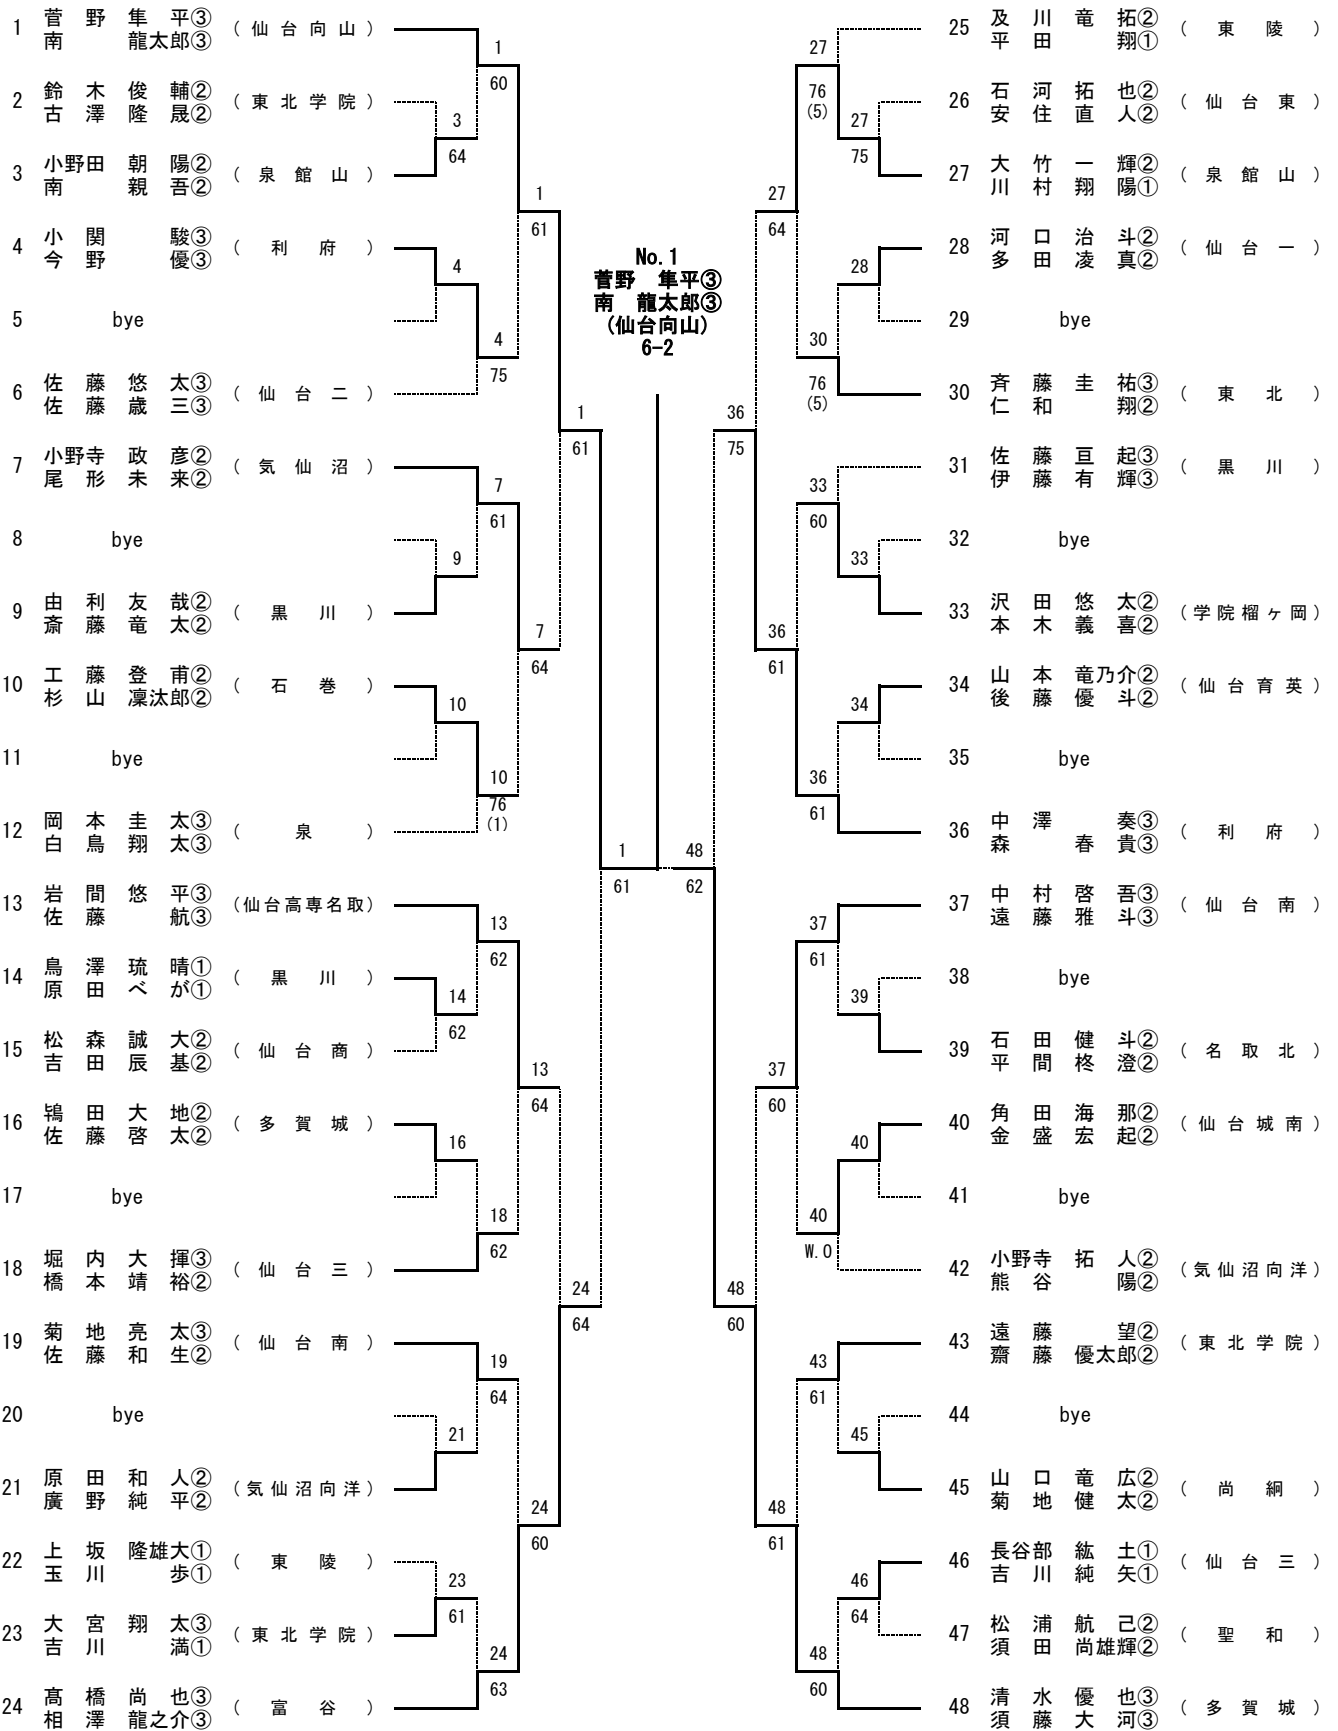 1 菅野 隼平③ (仙台向山)
南 龍太郎③
2 鈴木 俊輔② (東北学院)
古澤 隆晟②
3 小野田 朝陽② (泉館山)
南 親吾②
4 小関 駿③ (利府)
今野 優③
5 bye
6 佐藤 悠太③ (仙台二)
佐藤 歳三③
7 小野寺 政彦② (気仙沼)
尾形 未来②
8 bye
9 由利 友哉② (黒川)
斎藤 竜太②
10 工藤 登甫② (石巻)
杉山 凜汰郎②
11 bye
12 岡本 圭太③ (泉)
白鳥 翔太③
13 岩間 悠平③ (仙台高専名取)
佐藤 航③
14 鳥澤 琉晴① (黒川)
原田 べが①
15 松森 誠大② (仙台商)
吉田 辰基②
16 鴇田 大地② (多賀城)
佐藤 啓太②
17 bye
18 堀内 大揮③ (仙台三)
橋本 靖裕②
19 菊地 亮太③ (仙台南)
佐藤 和生②
20 bye
21 原田 和人② (気仙沼向洋)
廣野 純平②
22 上坂 隆雄大① (東陵)
玉川 歩①
23 大宮 翔太③ (東北学院)
吉川 満①
24 髙橋 尚也③ (富谷)
相澤 龍之介③
3
64
4
9
10
14
62
16
21
23
61
1
60
4
75
7
61
10
76
(1)
13
62
18
62
19
64
24
63
1
61
7
64
13
64
24
60
1
61
24
64
1
61
No.1
菅野 隼平③
南 龍太郎③
(仙台向山)
6-2
48
62
36
75
48
60
27
64
36
61
37
60
48
61
27
76
(5)
30
76
(5)
33
60
36
61
37
61
40
W.O
43
61
48
60
27
75
28
33
34
39
40
45
46
64
25 及川 竜拓② (東陵)
平田 翔①
26 石河 拓也② (仙台東)
安住 直人②
27 大竹 一輝② (泉館山)
川村 翔陽①
28 河口 治斗② (仙台一)
多田 凌真②
29 bye
30 斉藤 圭祐③ (東北)
仁和 翔②
31 佐藤 亘起③ (黒川)
伊藤 有輝③
32 bye
33 沢田 悠太② (学院榴ヶ岡)
本木 義喜②
34 山本 竜乃介② (仙台育英)
後藤 優斗②
35 bye
36 中澤 奏③ (利府)
森 春貴③
37 中村 啓吾③ (仙台南)
遠藤 雅斗③
38 bye
39 石田 健斗② (名取北)
平間 柊澄②
40 角田 海那② (仙台城南)
金盛 宏起②
41 bye
42 小野寺 拓人② (気仙沼向洋)
熊谷 陽②
43 遠藤 望② (東北学院)
齋藤 優太郎②
44 bye
45 山口 竜広② (尚絅)
菊地 健太②
46 長谷部 紘土① (仙台三)
吉川 純矢①
47 松浦 航己② (聖和)
須田 尚雄輝②
48 清水 優也③ (多賀城)
須藤 大河③